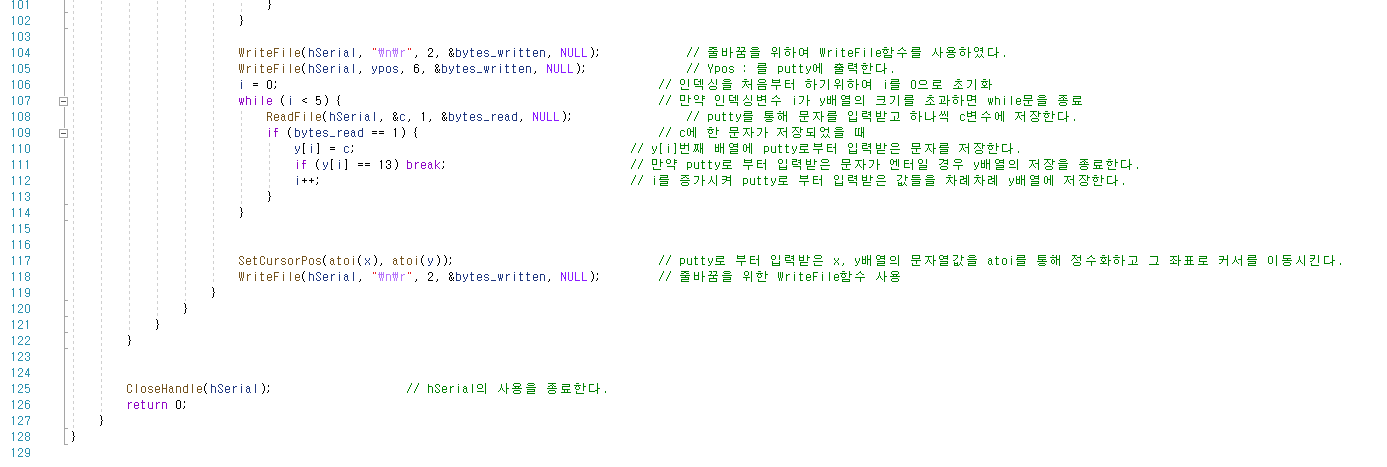 101 }
102 }
103
104 WriteFile(hSerial, "₩n₩r", 2, &bytes_written, NULL); // 줄바꿈을 위하여 WriteFile함수를 사용하였다.
105 WriteFile(hSerial, ypos, 6, &bytes_written, NULL); // Ypos : 를 putty에 출력한다.
106 i = 0; // 인덱싱을 처음부터 하기위하여 i를 0으로 초기화
107 while (i < 5) { // 만약 인덱싱변수 i가 y배열의 크기를 초과하면 while문을 종료
108 ReadFile(hSerial, &c, 1, &bytes_read, NULL); // putty를 통해 문자를 입력받고 하나씩 c변수에 저장한다.
109 if (bytes_read == 1) { // c에 한 문자가 저장되었을 때
110 y[i] = c; // y[i]번째 배열에 putty로부터 입력받은 문자를 저장한다.
111 if (y[i] == 13) break; // 만약 putty로 부터 입력받은 문자가 엔터일 경우 y배열의 저장을 종료한다.
112 i++; // i를 증가시켜 putty로 부터 입력받은 값들을 차례차례 y배열에 저장한다.
113 }
114 }
115
116
117 SetCursorPos(atoi(x), atoi(y)); // putty로 부터 입력받은 x, y배열의 문자열값을 atoi를 통해 정수화하고 그 좌표로 커서를 이동시킨다.
118 WriteFile(hSerial, "₩n₩r", 2, &bytes_written, NULL); // 줄바꿈을 위한 WriteFile함수 사용
119 }
120 }
121 }
122 }
123
124
125 CloseHandle(hSerial); // hSerial의 사용을 종료한다.
126 return 0;
127 }
128 }
129